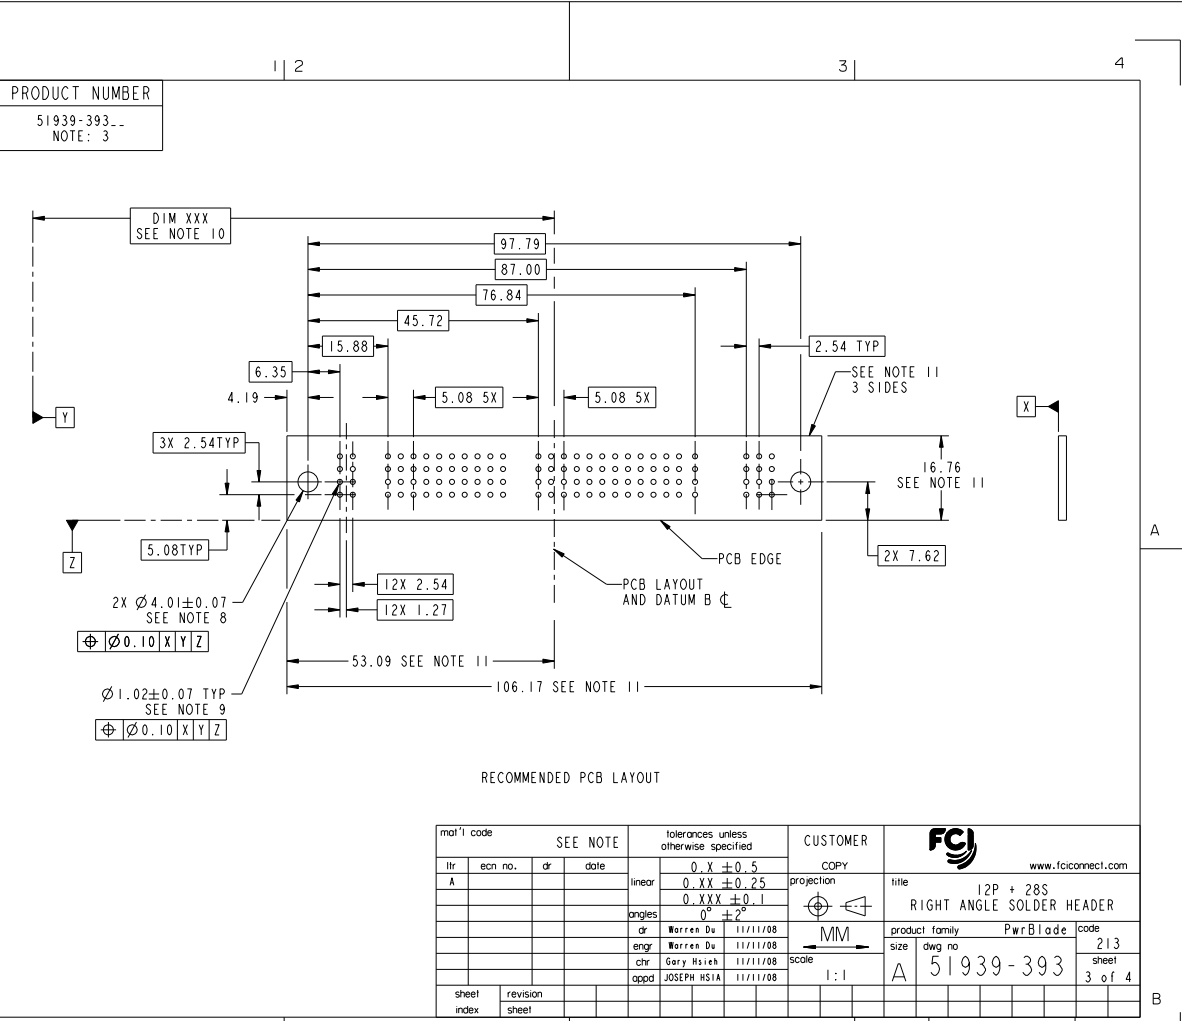 1 2 3 4
PRODUCT NUMBER
51939-393__
NOTE: 3
DIM XXX
SEE NOTE 10
97.79
87.00
76.84
45.72
15.88
2.54 TYP
6.35
SEE NOTE 11
3 SIDES
4.19
5.08 5X
5.08 5X
Y
X
3X 2.54TYP
16.76
SEE NOTE 11
A
5.08TYP
Z
PCB EDGE
2X 7.62
12X 2.54
PCB LAYOUT
AND DATUM B ℄
2X Ø4.01±0.07
SEE NOTE 8
12X 1.27
⌖ Ø0.10 X Y Z
53.09 SEE NOTE 11
106.17 SEE NOTE 11
Ø1.02±0.07 TYP
SEE NOTE 9
⌖ Ø0.10 X Y Z
RECOMMENDED PCB LAYOUT
mat'l code
SEE NOTE
tolerances unless
otherwise specified
CUSTOMER
COPY
FCI
www.fciconnect.com
ltr ecn no. dr date
A
linear
0.X ±0.5
0.XX ±0.25
0.XXX ±0.1
angles 0° ±2°
projection
title
12P + 28S
RIGHT ANGLE SOLDER HEADER
dr Warren Du 11/11/08
engr Warren Du 11/11/08
chr Gary Hsieh 11/11/08
appd JOSEPH HSIA 11/11/08
MM
scale
1:1
product family PwrBlade
code
213
size
A
dwg no
51939-393
sheet
3 of 4
sheet
index
revision
sheet
B